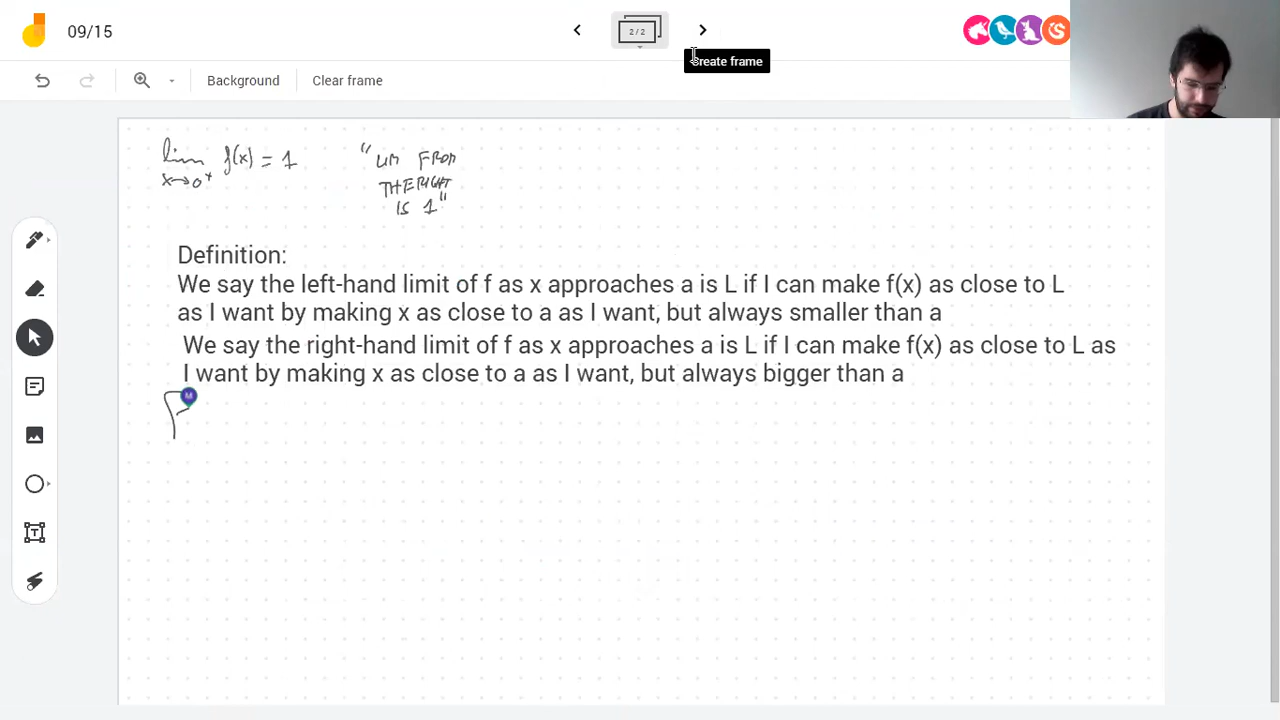 09/15
2 / 2
Create frame
Background
Clear frame
lim f(x) = 1
x→0⁺
"LIM FROM
THE RIGHT
IS 1"
Definition:
We say the left-hand limit of f as x approaches a is L if I can make f(x) as close to L
as I want by making x as close to a as I want, but always smaller than a
We say the right-hand limit of f as x approaches a is L if I can make f(x) as close to L as
I want by making x as close to a as I want, but always bigger than a
M